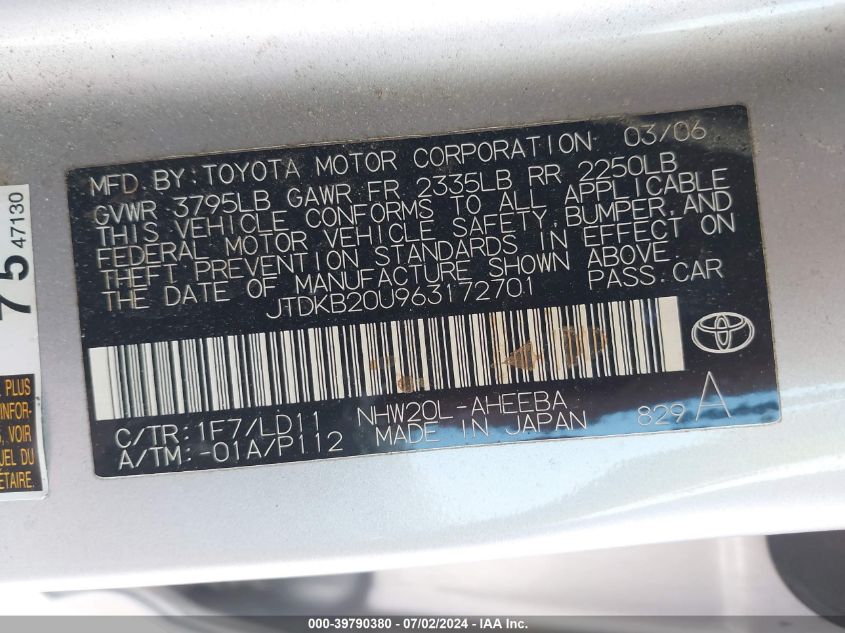 MFD.BY:TOYOTA MOTOR CORPORATION 03/06
GVWR 3795LB GAWR FR 2335LB RR 2250LB
THIS VEHICLE CONFORMS TO ALL APPLICABLE
FEDERAL MOTOR VEHICLE SAFETY,BUMPER,AND
THEFT PREVENTION STANDARDS IN EFFECT ON
THE DATE OF MANUFACTURE SHOWN ABOVE.
JTDKB20U963172701 PASS.CAR
C/TR:1F7/LD11 NHW20L-AHEEBA
A/TM:-01A/P112 MADE IN JAPAN 829 A
75 47130
PLUS
INFOR-
, VOIR
EL DU
ÉTAIRE.
000-39790380 - 07/02/2024 - IAA Inc.